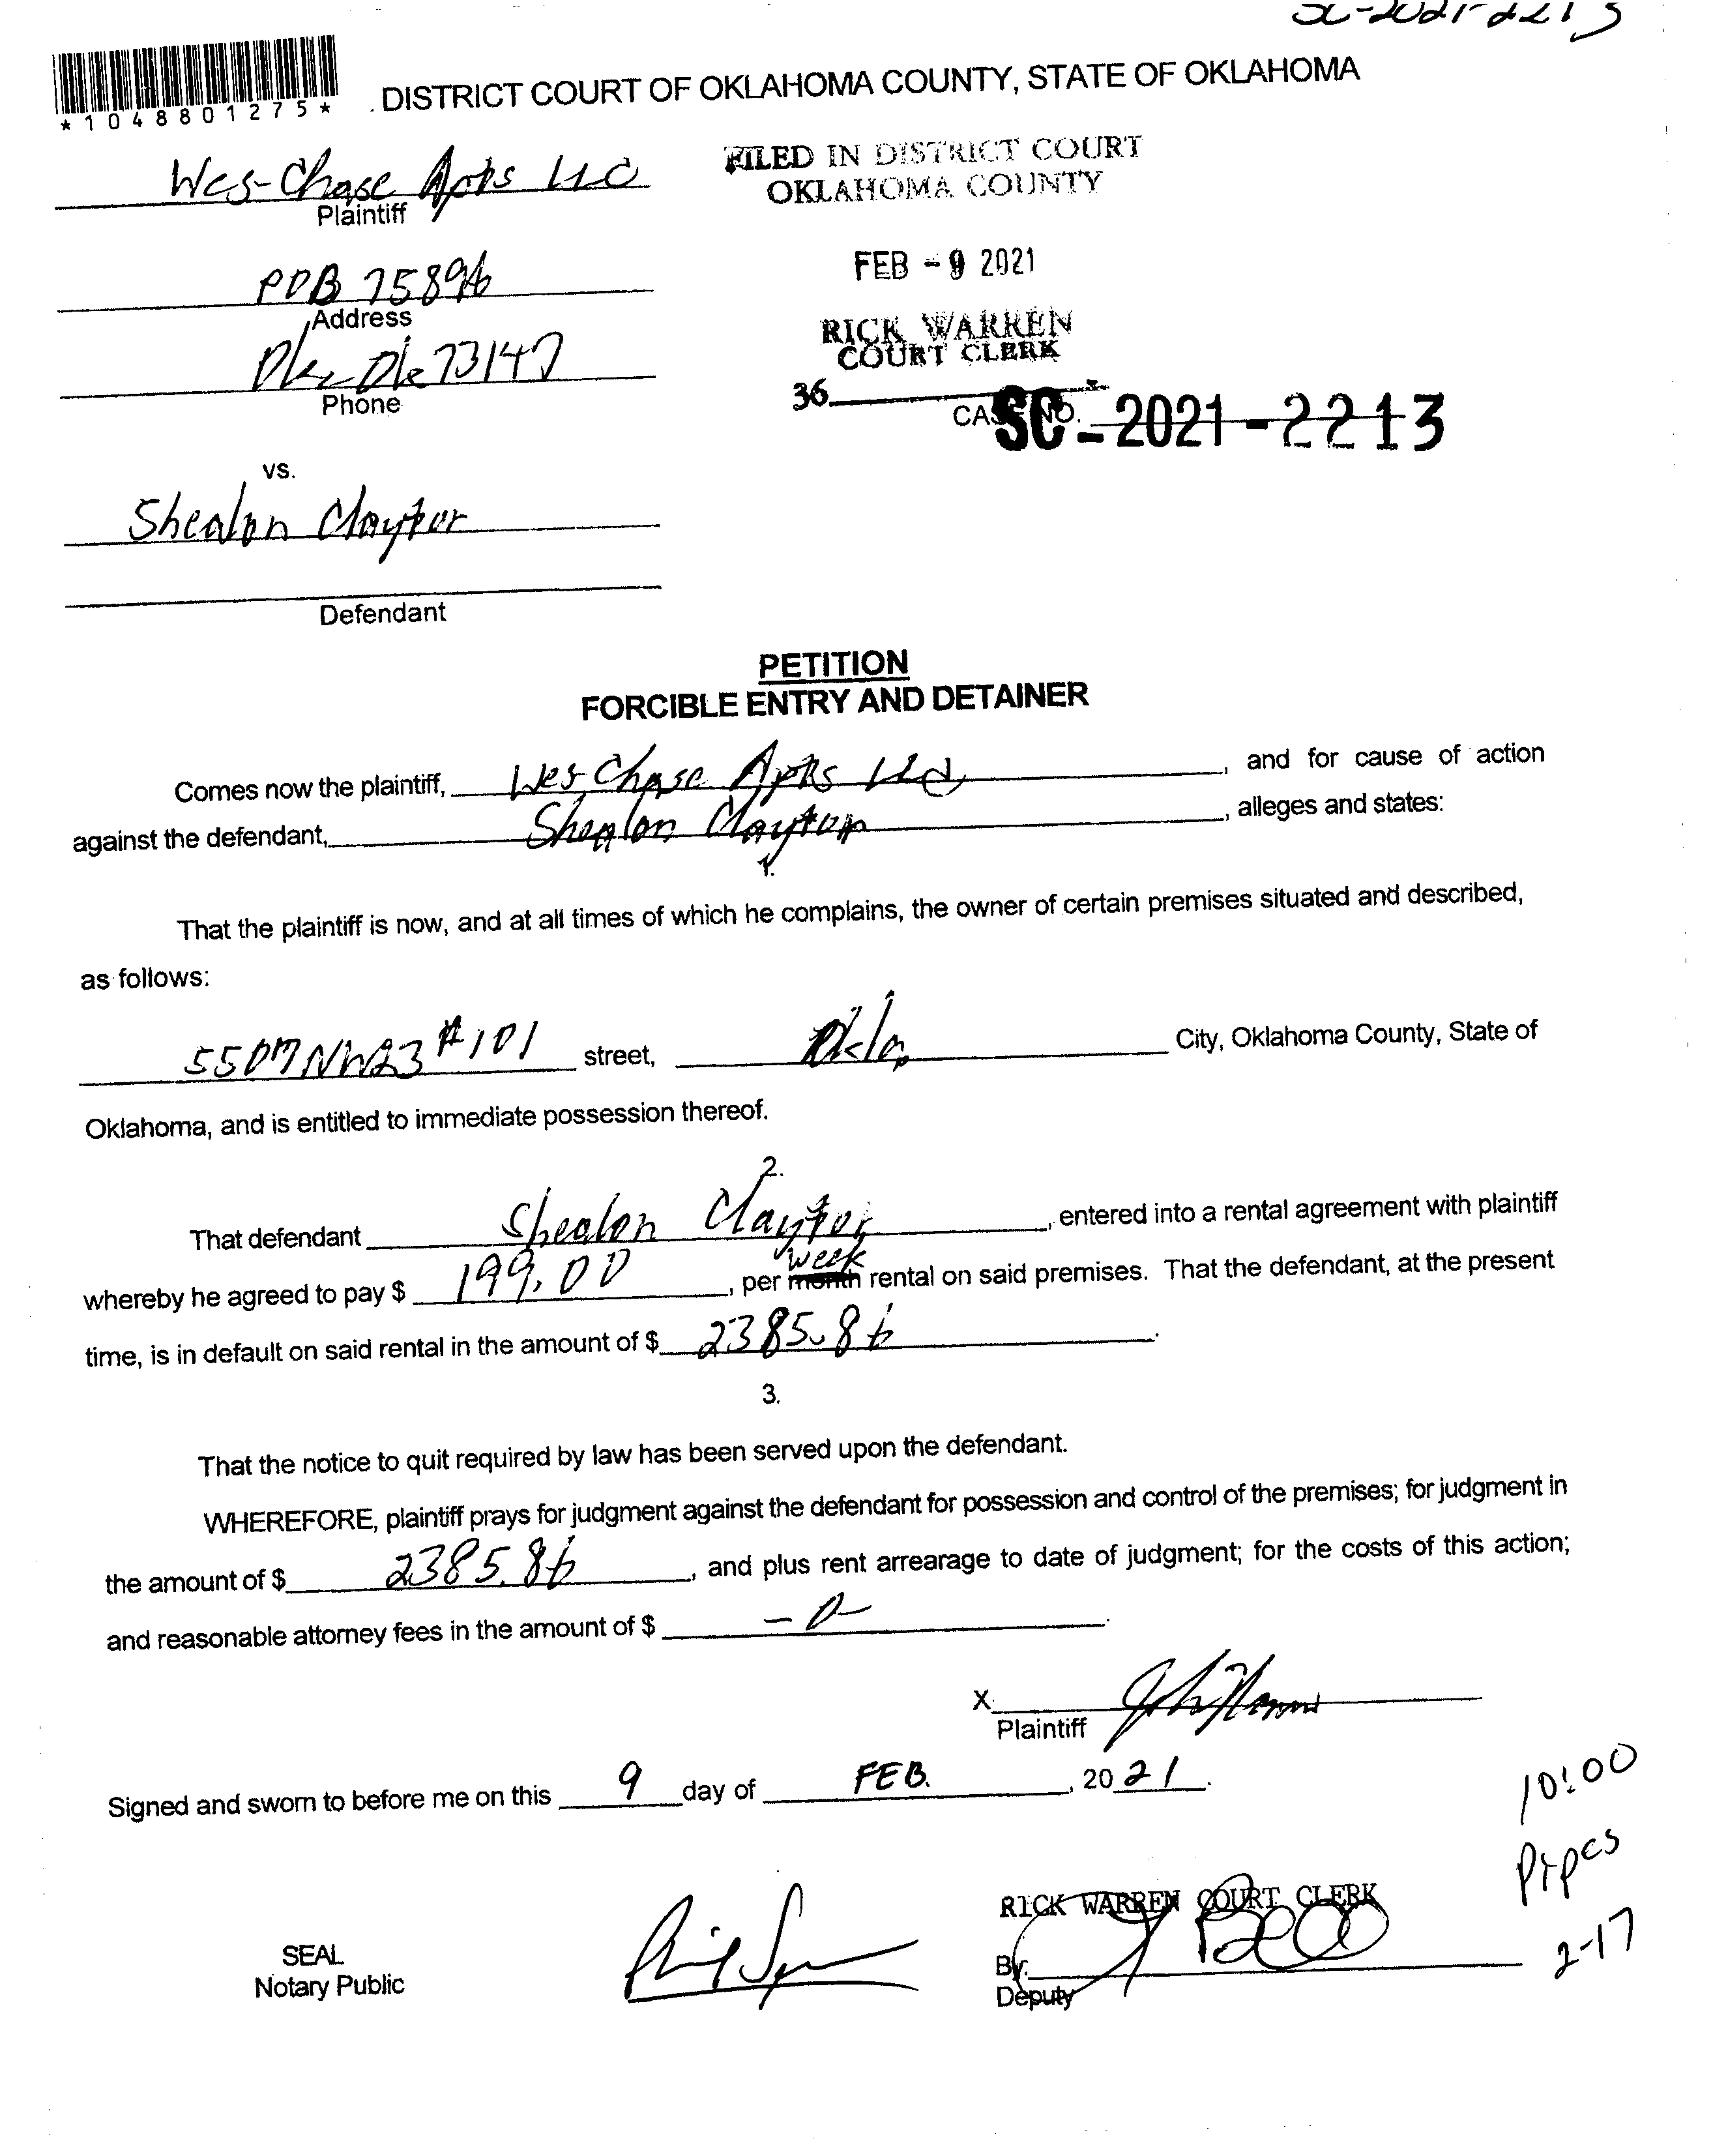 SC-2021-2213
*1048801275*
DISTRICT COURT OF OKLAHOMA COUNTY, STATE OF OKLAHOMA
Wes-Chase Apts LLC
Plaintiff
FILED IN DISTRICT COURT
OKLAHOMA COUNTY
POB 75896
Address
FEB - 9 2021
Okc Ok 73147
Phone
RICK WARREN
COURT CLERK
36
CASE NO. SC - 2021 - 2213
vs.
Shealon Claytor
Defendant
PETITION
FORCIBLE ENTRY AND DETAINER
Comes now the plaintiff, Wes Chase Apts LLC, and for cause of action
against the defendant, Shealon Claytor, alleges and states:
1.
That the plaintiff is now, and at all times of which he complains, the owner of certain premises situated and described,
as follows:
5507 NW23 #101 street, Okla City, Oklahoma County, State of
Oklahoma, and is entitled to immediate possession thereof.
2.
That defendant Shealon Claytor, entered into a rental agreement with plaintiff
whereby he agreed to pay $ 199.00, per month week rental on said premises. That the defendant, at the present
time, is in default on said rental in the amount of $ 2385.86.
3.
That the notice to quit required by law has been served upon the defendant.
WHEREFORE, plaintiff prays for judgment against the defendant for possession and control of the premises; for judgment in
the amount of $ 2385.86, and plus rent arrearage to date of judgment; for the costs of this action;
and reasonable attorney fees in the amount of $ -0-.
X
Plaintiff
Signed and sworn to before me on this 9 day of FEB., 2021.
10:00
Prpcs
2-17
RICK WARREN COURT CLERK
SEAL
Notary Public
By:
Deputy